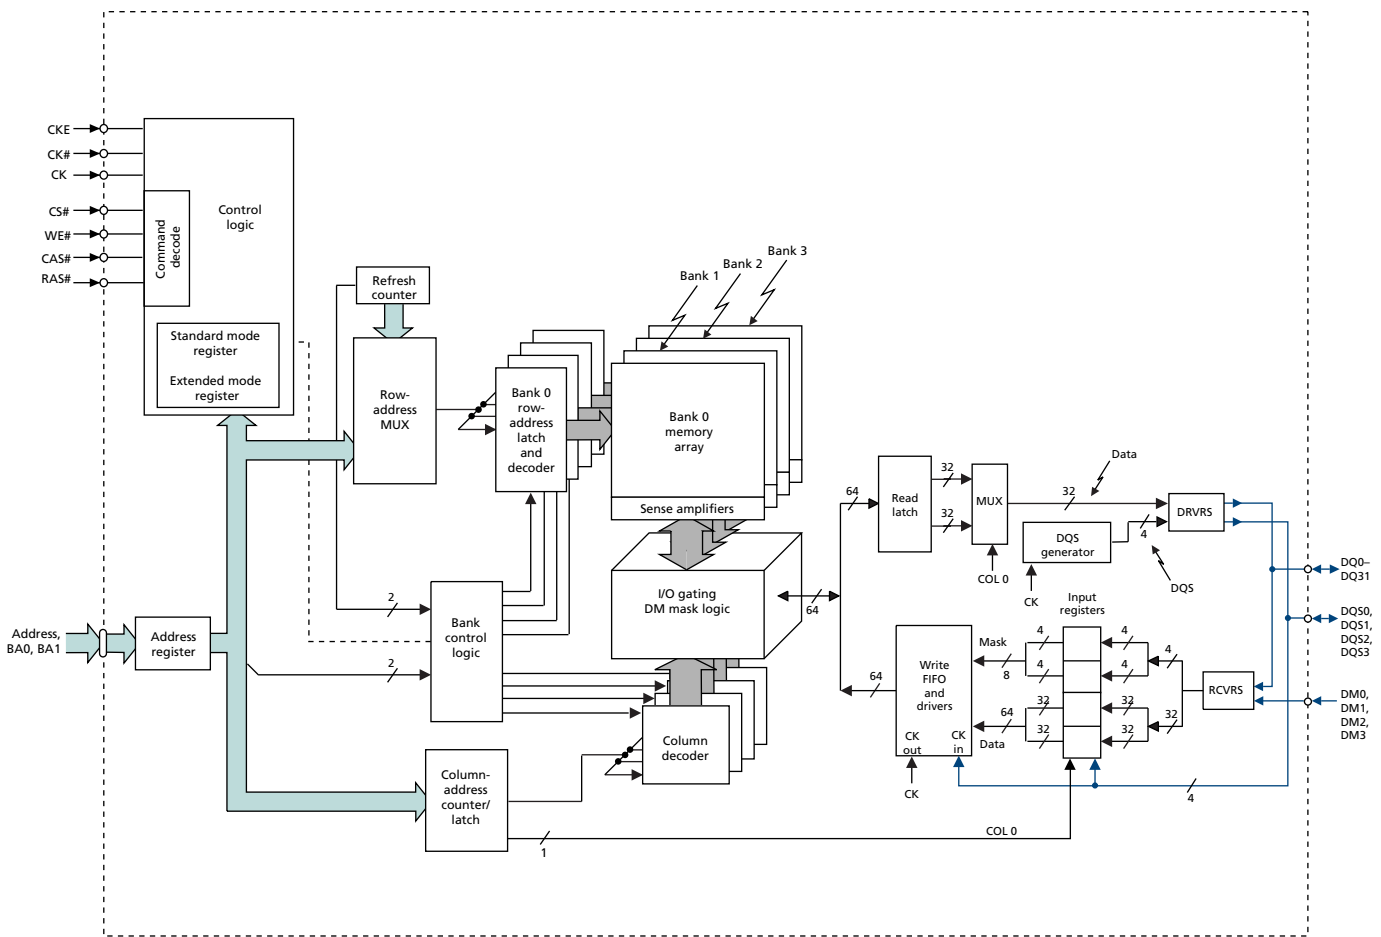 CKE
CK#
CK
CS#
WE#
CAS#
RAS#
Command
decode
Control
logic
Standard mode
register
Extended mode
register
Refresh
counter
Row-
address
MUX
Bank 0
row-
address
latch
and
decoder
Bank 1
Bank 2
Bank 3
Bank 0
memory
array
Sense amplifiers
I/O gating
DM mask logic
2
2
Bank
control
logic
Address,
BA0, BA1
Address
register
Column-
address
counter/
latch
Column
decoder
1
COL 0
64
64
64
Read
latch
32
32
MUX
COL 0
32
Data
DQS
generator
CK
4
DQS
DRVRS
DQ0–
DQ31
DQS0,
DQS1,
DQS2,
DQS3
DM0,
DM1,
DM2,
DM3
RCVRS
Input
registers
Write
FIFO
and
drivers
CK
out
CK
in
CK
Mask
8
64
Data
4
4
32
32
4
4
32
32
4
32
4